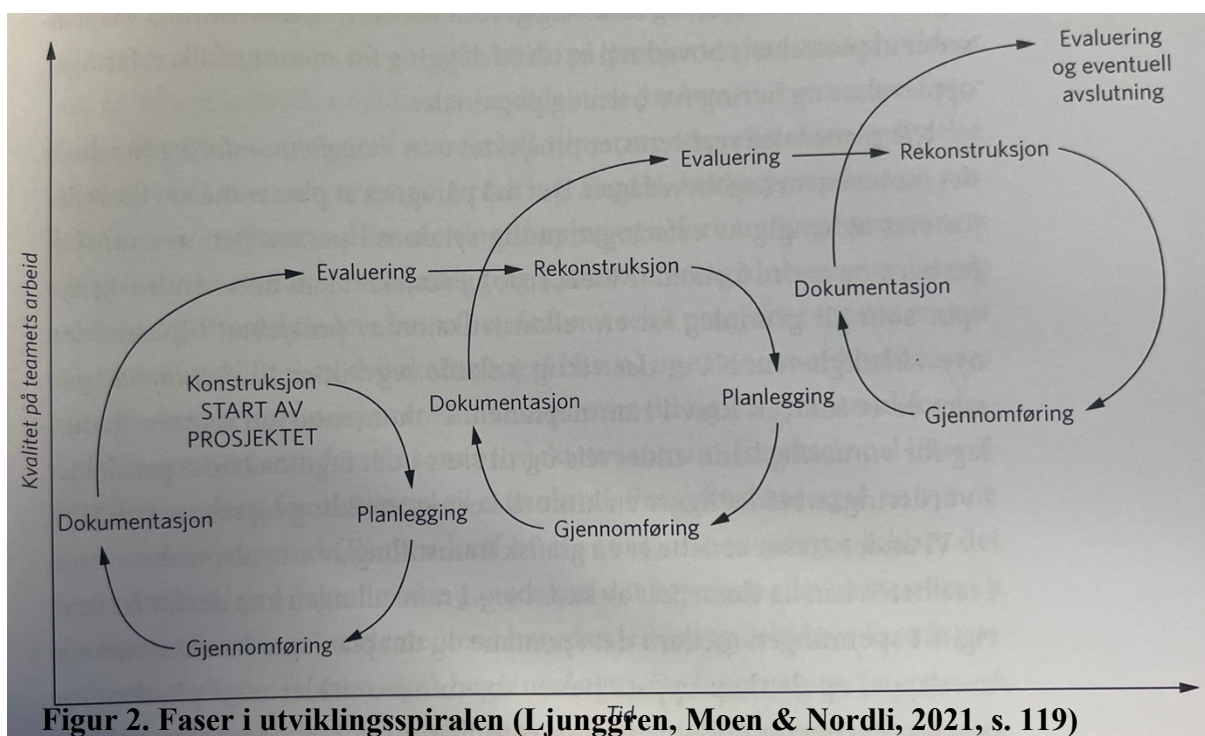 Evaluering
og eventuell
avslutning
Evaluering
Rekonstruksjon
Evaluering
Rekonstruksjon
Dokumentasjon
Konstruksjon
START AV
PROSJEKTET
Dokumentasjon
Planlegging
Gjennomføring
Dokumentasjon
Planlegging
Gjennomføring
Gjennomføring
Kvalitet på teamets arbeid
Tid
Figur 2. Faser i utviklingsspiralen (Ljunggren, Moen & Nordli, 2021, s. 119)